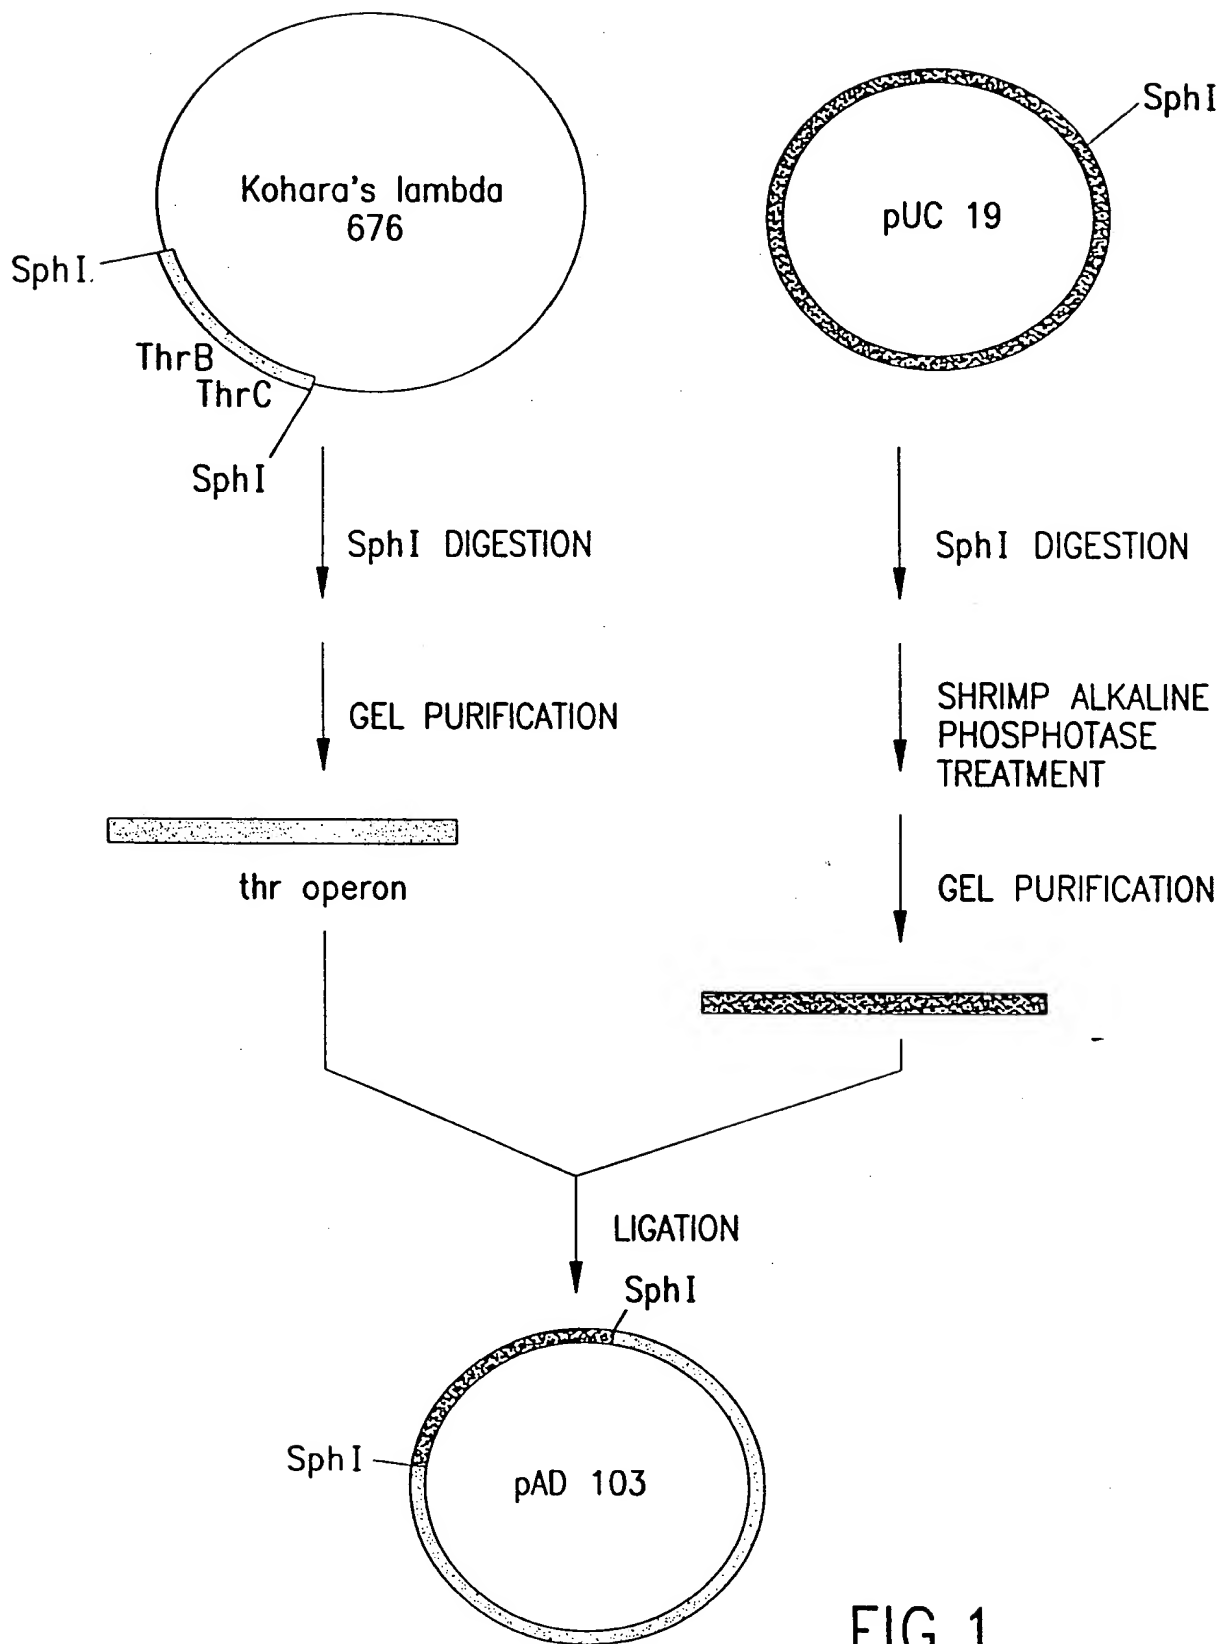 Kohara's lambda
676
SphI
ThrB
ThrC
SphI
SphI
pUC 19
SphI DIGESTION
GEL PURIFICATION
thr operon
SphI DIGESTION
SHRIMP ALKALINE
PHOSPHOTASE
TREATMENT
GEL PURIFICATION
LIGATION
SphI
SphI
pAD 103
FIG.1